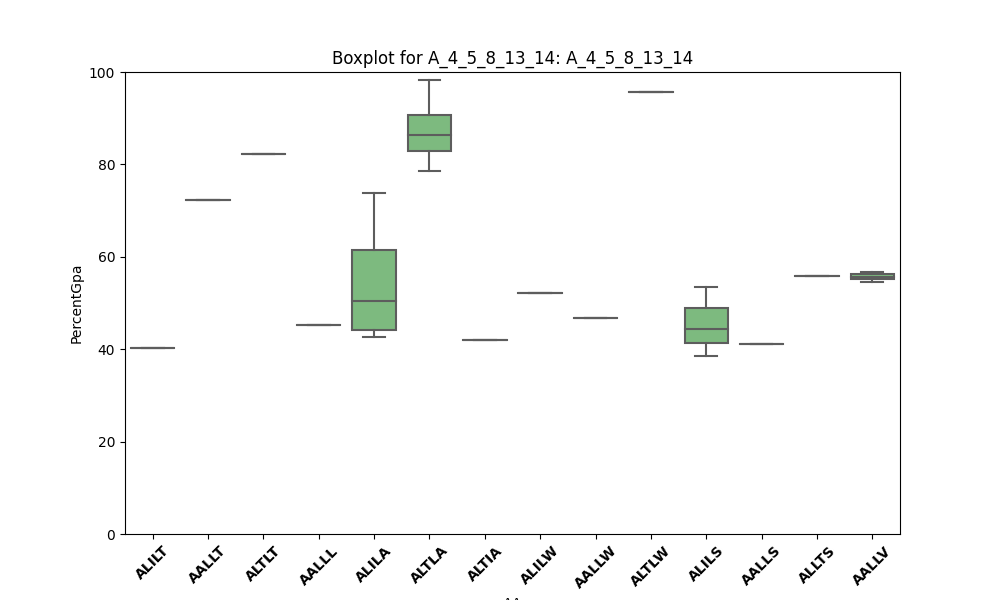 Boxplot for A_4_5_8_13_14: A_4_5_8_13_14
100
80
60
40
20
0
PercentGpa
ALILT
AALLT
ALTLT
AALLL
ALILA
ALTLA
ALTIA
ALILW
AALLW
ALTLW
ALILS
AALLS
ALLTS
AALLV